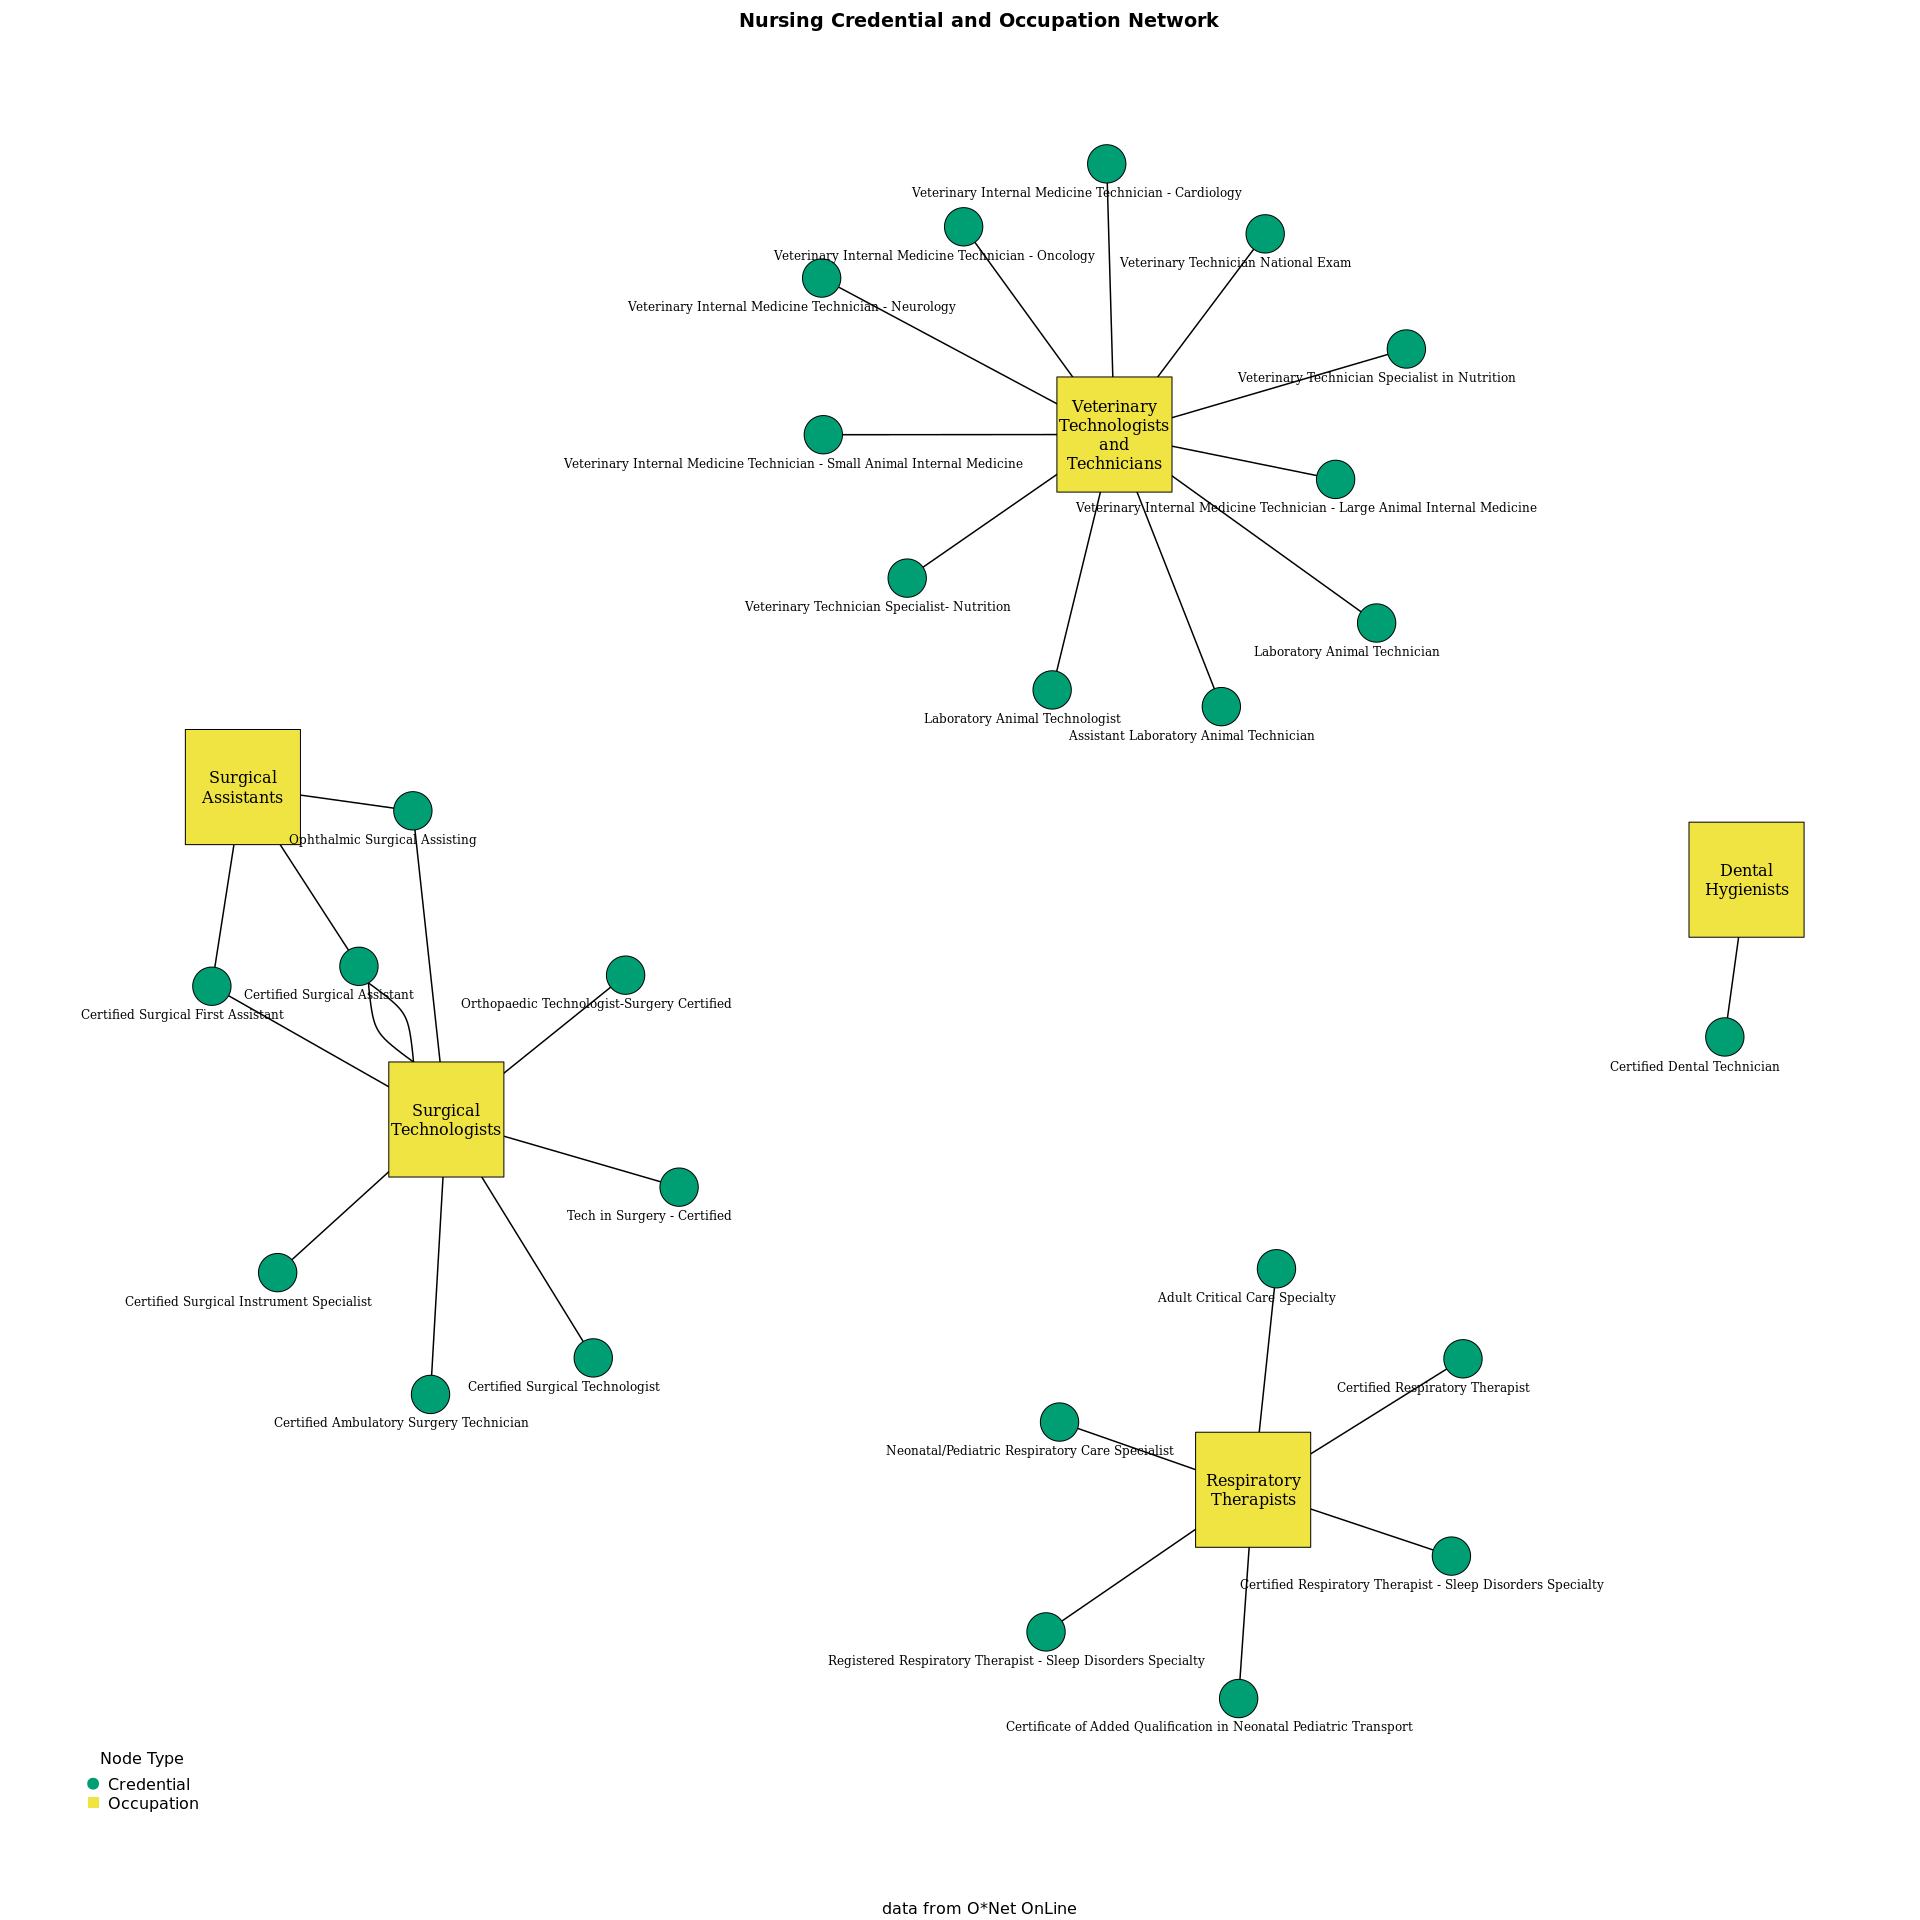 Nursing Credential and Occupation Network
Veterinary Internal Medicine Technician - Cardiology
Veterinary Internal Medicine Technician - Oncology
Veterinary Technician National Exam
Veterinary Internal Medicine Technician - Neurology
Veterinary Technician Specialist in Nutrition
Veterinary
Technologists
and
Technicians
Veterinary Internal Medicine Technician - Small Animal Internal Medicine
Veterinary Internal Medicine Technician - Large Animal Internal Medicine
Veterinary Technician Specialist- Nutrition
Laboratory Animal Technician
Laboratory Animal Technologist
Assistant Laboratory Animal Technician
Surgical
Assistants
Ophthalmic Surgical Assisting
Dental
Hygienists
Certified Surgical Assistant
Orthopaedic Technologist-Surgery Certified
Certified Surgical First Assistant
Certified Dental Technician
Surgical
Technologists
Tech in Surgery - Certified
Certified Surgical Instrument Specialist
Adult Critical Care Specialty
Certified Surgical Technologist
Certified Respiratory Therapist
Certified Ambulatory Surgery Technician
Neonatal/Pediatric Respiratory Care Specialist
Respiratory
Therapists
Certified Respiratory Therapist - Sleep Disorders Specialty
Registered Respiratory Therapist - Sleep Disorders Specialty
Certificate of Added Qualification in Neonatal Pediatric Transport
Node Type
Credential
Occupation
data from O*Net OnLine